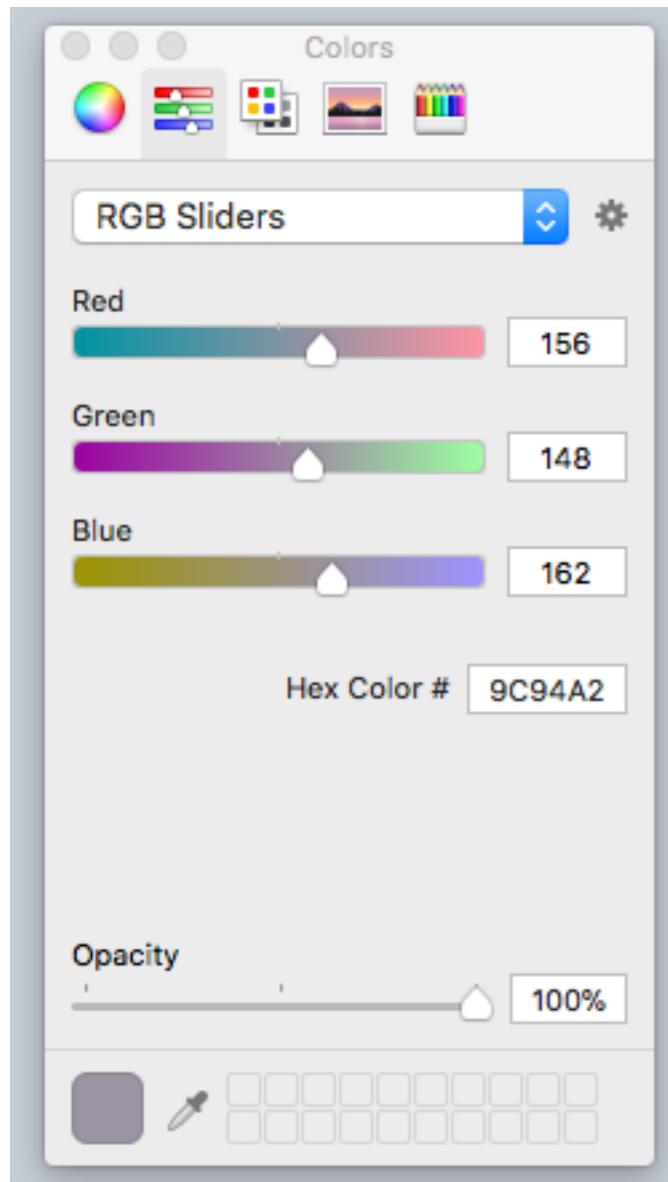 Colors
RGB Sliders
Red
156
Green
148
Blue
162
Hex Color # 9C94A2
Opacity
100%